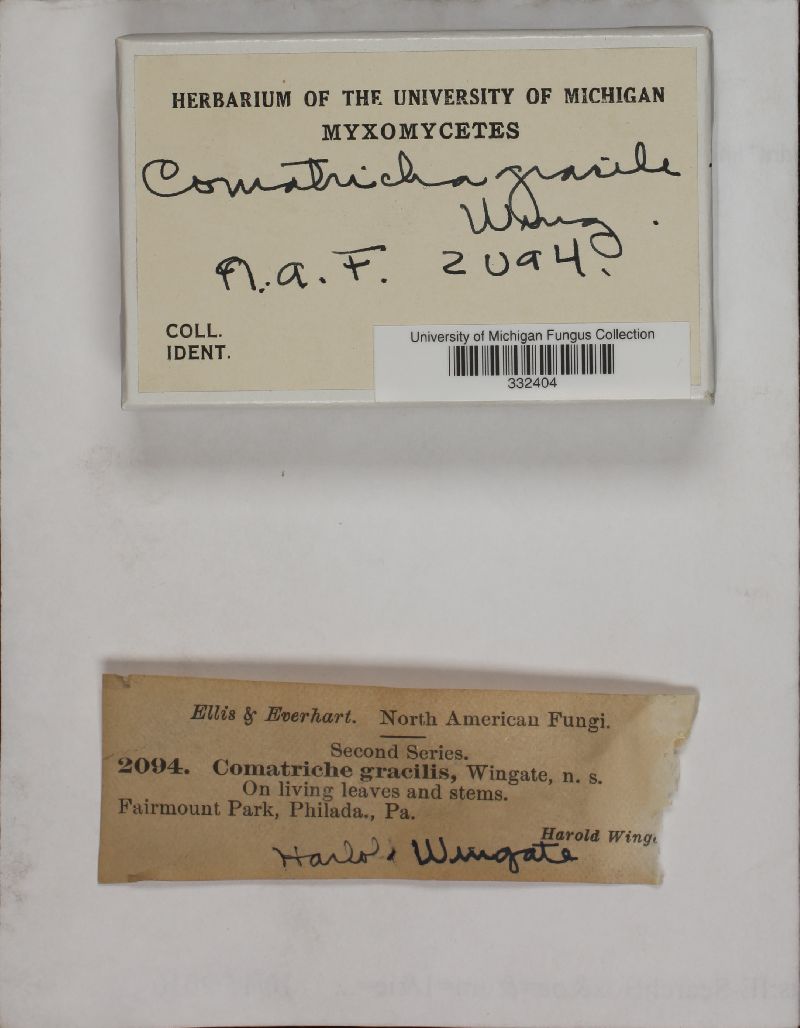 HERBARIUM OF THE UNIVERSITY OF MICHIGAN
MYXOMYCETES
Comatricha gracile
Wing.
N.A.F. 2094.
COLL.
IDENT.
University of Michigan Fungus Collection
332404
Ellis & Everhart. North American Fungi.
Second Series.
2094. Comatriche gracilis, Wingate, n. s.
On living leaves and stems.
Fairmount Park, Philada., Pa.
Harold Wing
Harold Wingate